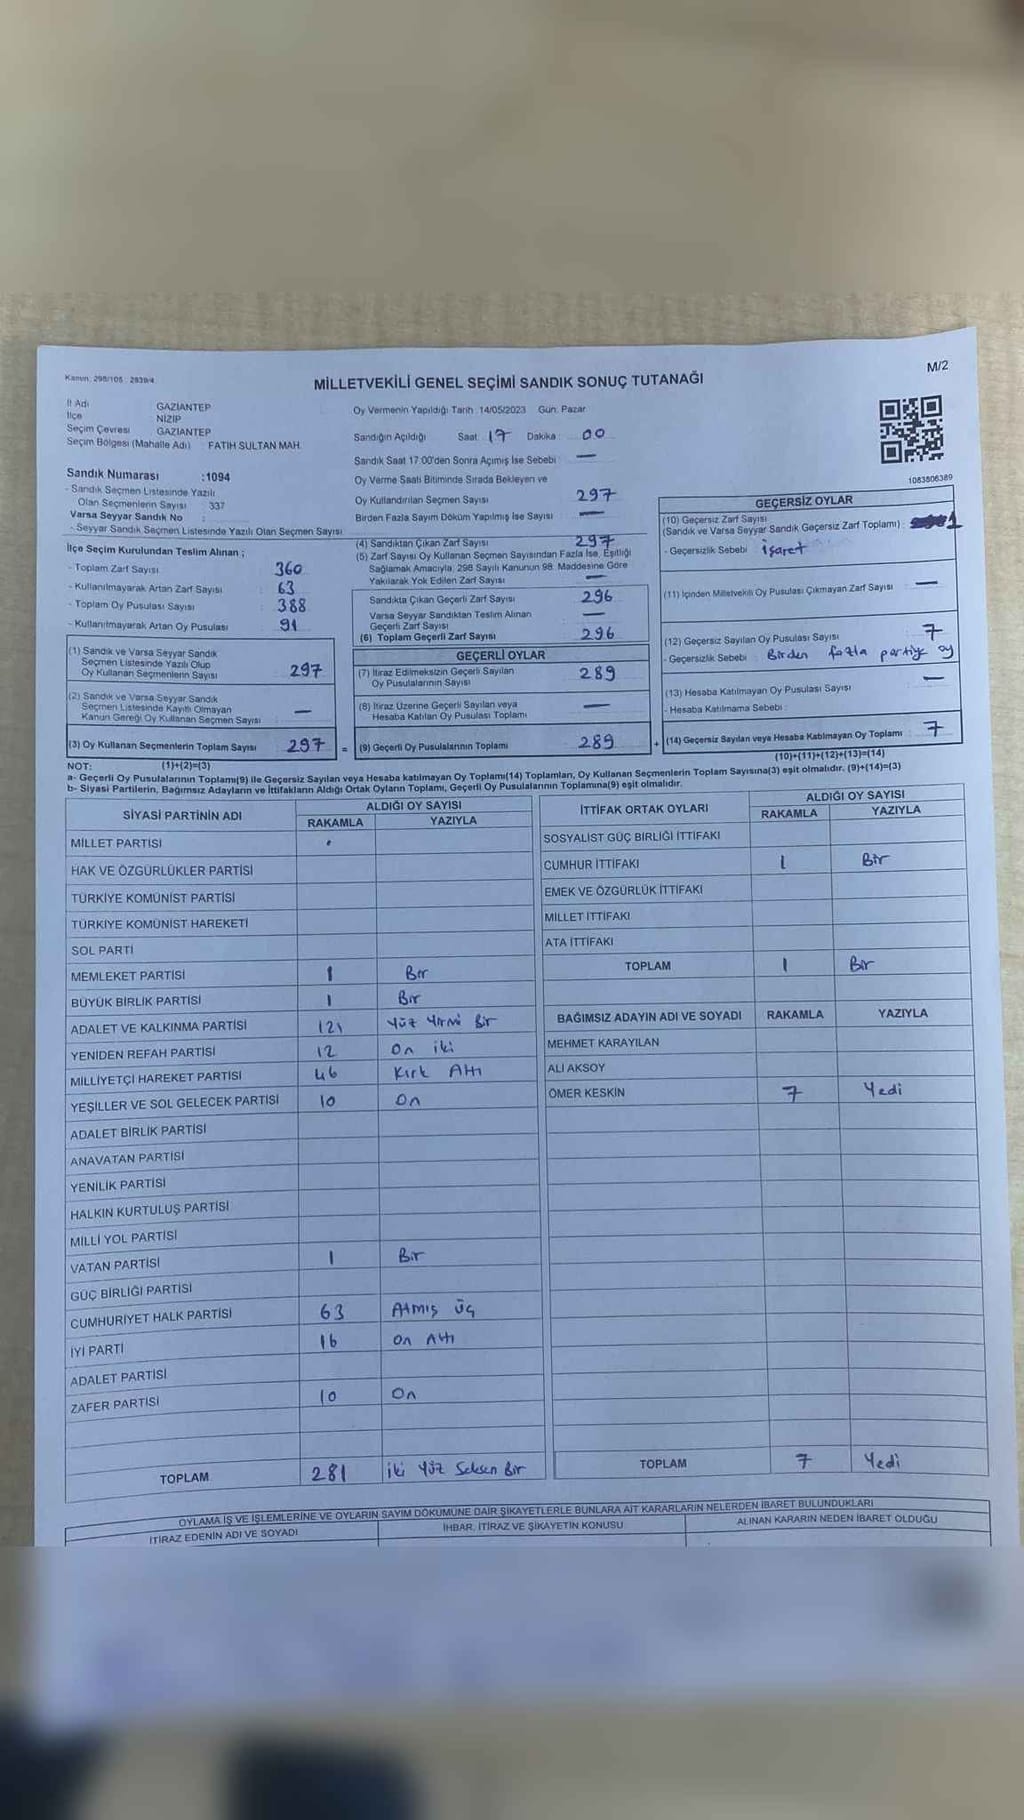 Kanun: 298/105 : 2839/4
MİLLETVEKİLİ GENEL SEÇİMİ SANDIK SONUÇ TUTANAĞI
M/2
İl Adı GAZİANTEP
İlçe NİZİP
Seçim Çevresi GAZİANTEP
Seçim Bölgesi (Mahalle Adı) FATİH SULTAN MAH.
Sandık Numarası :1094
- Sandık Seçmen Listesinde Yazılı
Olan Seçmenlerin Sayısı 337
Varsa Seyyar Sandık No :
- Seyyar Sandık Seçmen Listesinde Yazılı Olan Seçmen Sayısı
İlçe Seçim Kurulundan Teslim Alınan ;
- Toplam Zarf Sayısı : 360
- Kullanılmayarak Artan Zarf Sayısı : 63
- Toplam Oy Pusulası Sayısı : 388
- Kullanılmayarak Artan Oy Pusulası : 91
(1) Sandık ve Varsa Seyyar Sandık
Seçmen Listesinde Yazılı Olup
Oy Kullanan Seçmenlerin Sayısı 297
(2) Sandık ve Varsa Seyyar Sandık
Seçmen Listesinde Kayıtlı Olmayan
Kanun Gereği Oy Kullanan Seçmen Sayısı —
(3) Oy Kullanan Seçmenlerin Toplam Sayısı 297 =
Oy Vermenin Yapıldığı Tarih 14/05/2023 Gün: Pazar
Sandığın Açıldığı Saat 17 Dakika : 00
Sandık Saat 17:00'den Sonra Açımış İse Sebebi : —
Oy Verme Saati Bitiminde Sırada Bekleyen ve
Oy Kullandırılan Seçmen Sayısı 297
Birden Fazla Sayım Döküm Yapılmış İse Sayısı —
(4) Sandıktan Çıkan Zarf Sayısı 297
(5) Zarf Sayısı Oy Kullanan Seçmen Sayısından Fazla İse, Eşitliği
Sağlamak Amacıyla, 298 Sayılı Kanunun 98. Maddesine Göre
Yakılarak Yok Edilen Zarf Sayısı —
Sandıkta Çıkan Geçerli Zarf Sayısı 296
Varsa Seyyar Sandıktan Teslim Alınan
Geçerli Zarf Sayısı —
(6) Toplam Geçerli Zarf Sayısı 296
GEÇERLİ OYLAR
(7) İtiraz Edilmeksizin Geçerli Sayılan
Oy Pusulalarının Sayısı 289
(8) İtiraz Üzerine Geçerli Sayılan veya
Hesaba Katılan Oy Pusulası Toplamı —
(9) Geçerli Oy Pusulalarının Toplamı 289 +
1083806389
GEÇERSİZ OYLAR
(10) Geçersiz Zarf Sayısı
(Sandık ve Varsa Seyyar Sandık Geçersiz Zarf Toplamı) : 1
- Geçersizlik Sebebi : işaret
(11) İçinden Milletvekili Oy Pusulası Çıkmayan Zarf Sayısı —
(12) Geçersiz Sayılan Oy Pusulası Sayısı 7
- Geçersizlik Sebebi : Birden fazla partiye oy
(13) Hesaba Katılmayan Oy Pusulası Sayısı —
- Hesaba Katılmama Sebebi :
(14) Geçersiz Sayılan veya Hesaba Katılmayan Oy Toplamı 7
NOT: (1)+(2)=(3) (10)+(11)+(12)+(13)=(14)
a- Geçerli Oy Pusulalarının Toplamı(9) ile Geçersiz Sayılan veya Hesaba katılmayan Oy Toplamı(14) Toplamları, Oy Kullanan Seçmenlerin Toplam Sayısına(3) eşit olmalıdır. (9)+(14)=(3)
b- Siyasi Partilerin, Bağımsız Adayların ve İttifakların Aldığı Ortak Oyların Toplamı, Geçerli Oy Pusulalarının Toplamına(9) eşit olmalıdır.
SİYASİ PARTİNİN ADI ALDIĞI OY SAYISI
RAKAMLA YAZIYLA
MİLLET PARTİSİ
HAK VE ÖZGÜRLÜKLER PARTİSİ
TÜRKİYE KOMÜNİST PARTİSİ
TÜRKİYE KOMÜNİST HAREKETİ
SOL PARTİ
MEMLEKET PARTİSİ 1 Bir
BÜYÜK BİRLİK PARTİSİ 1 Bir
ADALET VE KALKINMA PARTİSİ 121 Yüz Yirmi Bir
YENİDEN REFAH PARTİSİ 12 On iki
MİLLİYETÇİ HAREKET PARTİSİ 46 Kırk Altı
YEŞİLLER VE SOL GELECEK PARTİSİ 10 On
ADALET BİRLİK PARTİSİ
ANAVATAN PARTİSİ
YENİLİK PARTİSİ
HALKIN KURTULUŞ PARTİSİ
MİLLİ YOL PARTİSİ
VATAN PARTİSİ 1 Bir
GÜÇ BİRLİĞİ PARTİSİ
CUMHURİYET HALK PARTİSİ 63 Atmış Üç
İYİ PARTİ 16 On Altı
ADALET PARTİSİ
ZAFER PARTİSİ 10 On
TOPLAM 281 İki Yüz Seksen Bir
İTTİFAK ORTAK OYLARI ALDIĞI OY SAYISI
RAKAMLA YAZIYLA
SOSYALİST GÜÇ BİRLİĞİ İTTİFAKI
CUMHUR İTTİFAKI 1 Bir
EMEK VE ÖZGÜRLÜK İTTİFAKI
MİLLET İTTİFAKI
ATA İTTİFAKI
TOPLAM 1 Bir
BAĞIMSIZ ADAYIN ADI VE SOYADI RAKAMLA YAZIYLA
MEHMET KARAYILAN
ALİ AKSOY
ÖMER KESKİN 7 Yedi
TOPLAM 7 Yedi
OYLAMA İŞ VE İŞLEMLERİNE VE OYLARIN SAYIM DÖKÜMÜNE DAİR ŞİKAYETLERLE BUNLARA AİT KARARLARIN NELERDEN İBARET BULUNDUKLARI
İTİRAZ EDENİN ADI VE SOYADI İHBAR, İTİRAZ VE ŞİKAYETİN KONUSU ALINAN KARARIN NEDEN İBARET OLDUĞU